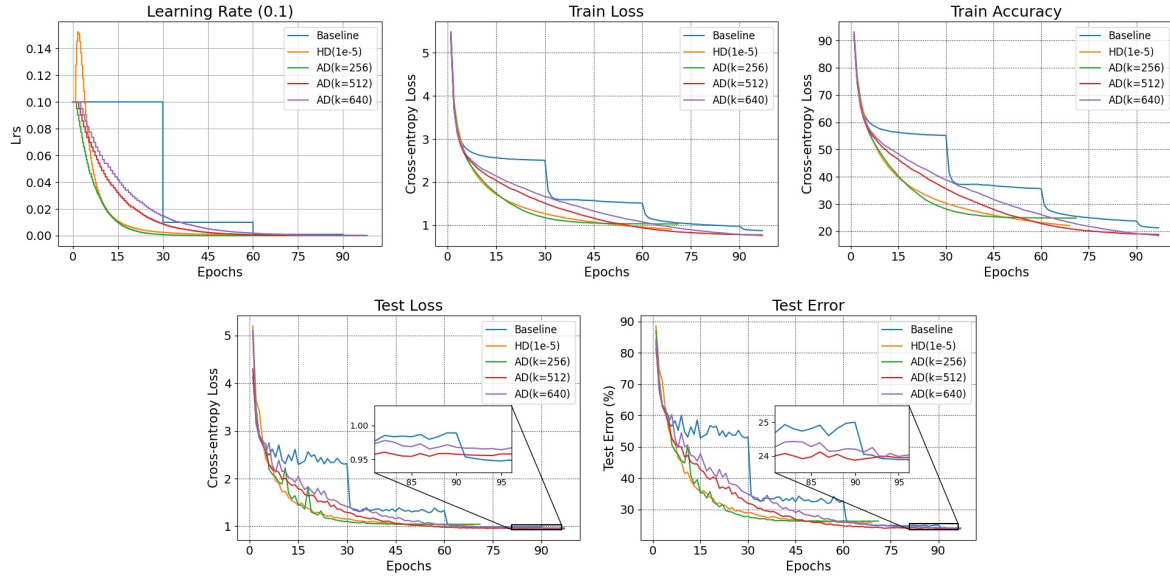 Learning Rate (0.1)
Lrs
0.14
0.12
0.10
0.08
0.06
0.04
0.02
0.00
0 15 30 45 60 75 90
Epochs
Baseline
HD(1e-5)
AD(k=256)
AD(k=512)
AD(k=640)
Train Loss
Cross-entropy Loss
5
4
3
2
1
0 15 30 45 60 75 90
Epochs
Baseline
HD(1e-5)
AD(k=256)
AD(k=512)
AD(k=640)
Train Accuracy
Cross-entropy Loss
90
80
70
60
50
40
30
20
0 15 30 45 60 75 90
Epochs
Baseline
HD(1e-5)
AD(k=256)
AD(k=512)
AD(k=640)
Test Loss
Cross-entropy Loss
5
4
3
2
1
0 15 30 45 60 75 90
Epochs
Baseline
HD(1e-5)
AD(k=256)
AD(k=512)
AD(k=640)
1.00
0.95
85 90 95
Test Error
Test Error (%)
90
80
70
60
50
40
30
0 15 30 45 60 75 90
Epochs
Baseline
HD(1e-5)
AD(k=256)
AD(k=512)
AD(k=640)
25
24
85 90 95